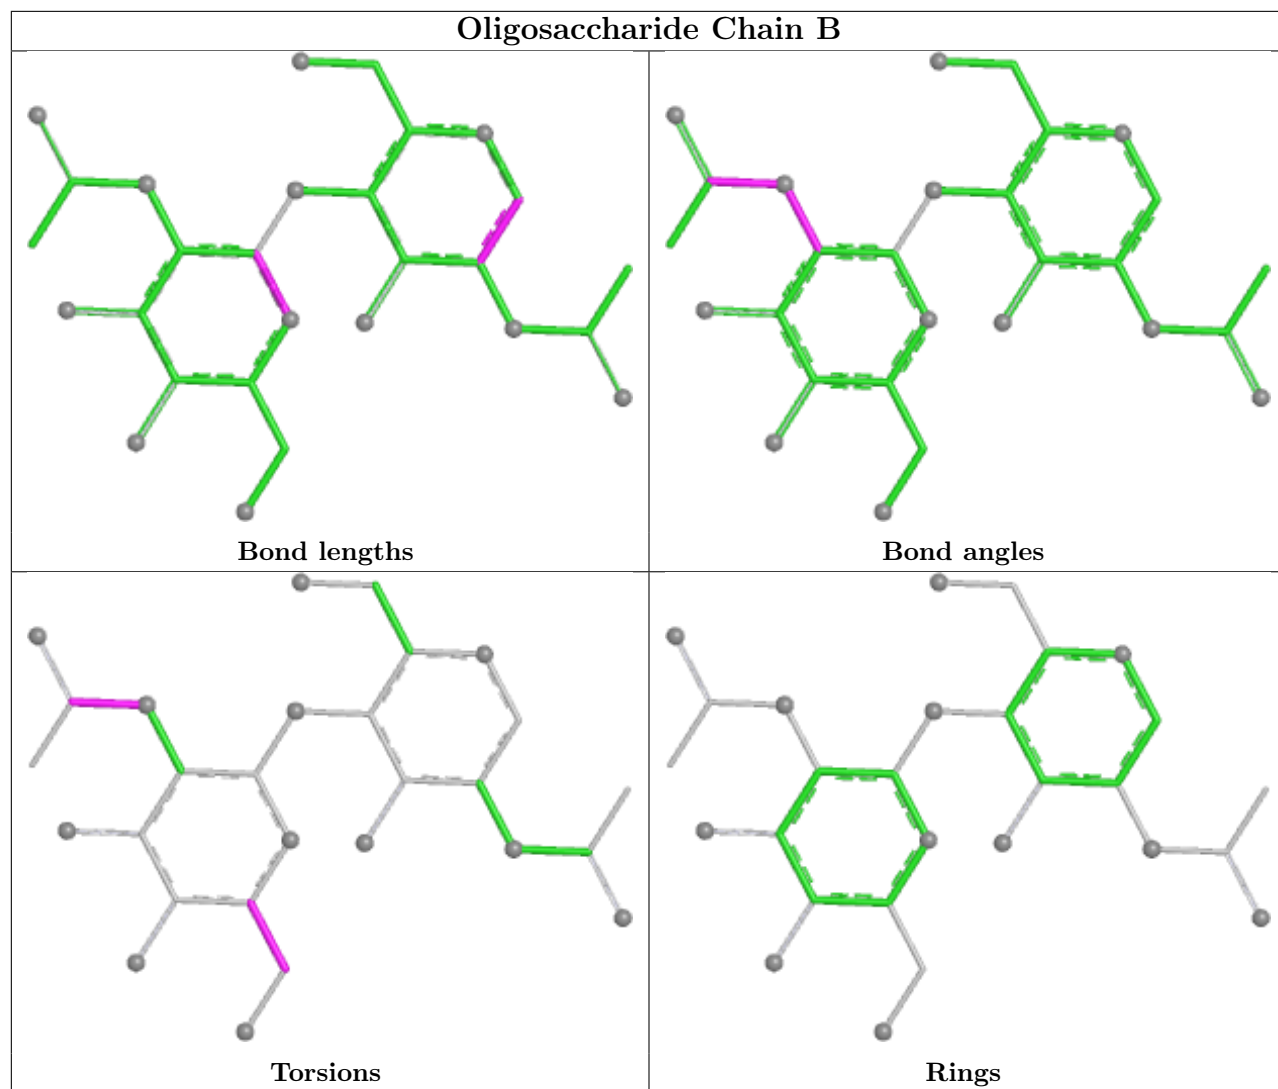 Oligosaccharide Chain B
Bond lengths
Bond angles
Torsions
Rings